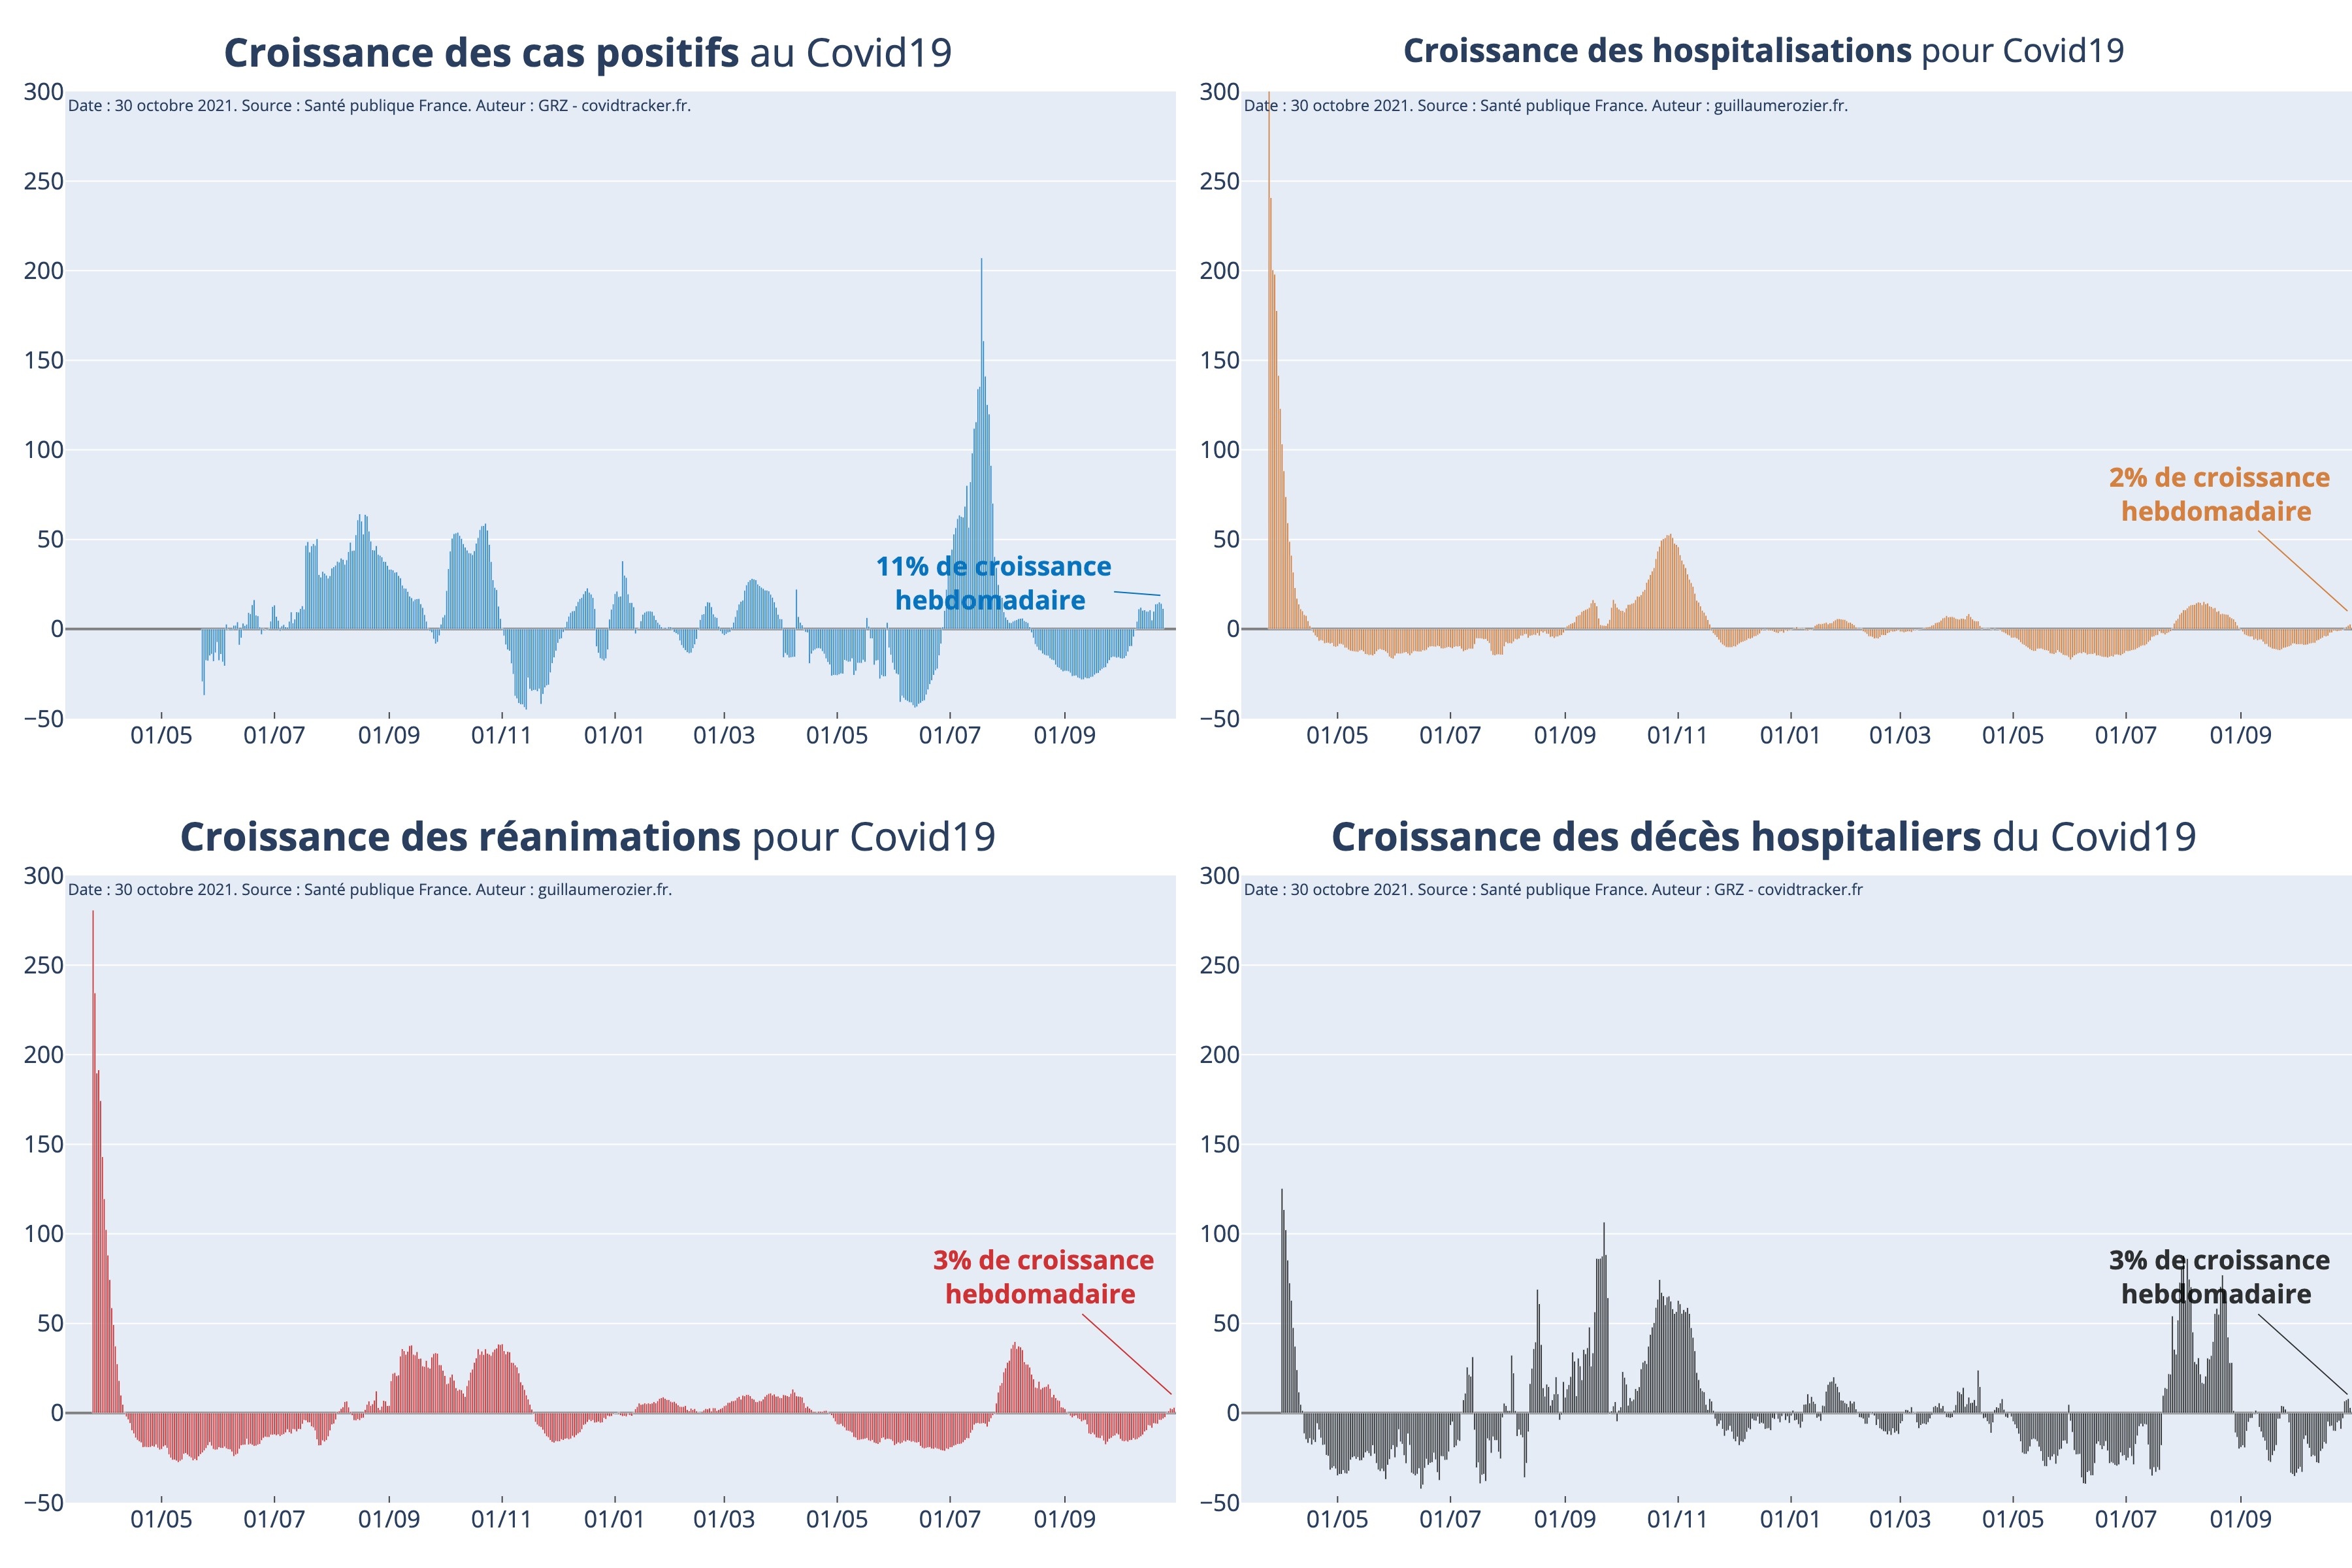 Croissance des cas positifs au Covid19
300
Date : 30 octobre 2021. Source : Santé publique France. Auteur : GRZ - covidtracker.fr.
250
200
150
100
50
0
−50
11% de croissance
hebdomadaire
01/05 01/07 01/09 01/11 01/01 01/03 01/05 01/07 01/09
Croissance des hospitalisations pour Covid19
300
Date : 30 octobre 2021. Source : Santé publique France. Auteur : guillaumerozier.fr.
250
200
150
100
50
0
−50
2% de croissance
hebdomadaire
01/05 01/07 01/09 01/11 01/01 01/03 01/05 01/07 01/09
Croissance des réanimations pour Covid19
300
Date : 30 octobre 2021. Source : Santé publique France. Auteur : guillaumerozier.fr.
250
200
150
100
50
0
−50
3% de croissance
hebdomadaire
01/05 01/07 01/09 01/11 01/01 01/03 01/05 01/07 01/09
Croissance des décès hospitaliers du Covid19
300
Date : 30 octobre 2021. Source : Santé publique France. Auteur : GRZ - covidtracker.fr
250
200
150
100
50
0
−50
3% de croissance
hebdomadaire
01/05 01/07 01/09 01/11 01/01 01/03 01/05 01/07 01/09